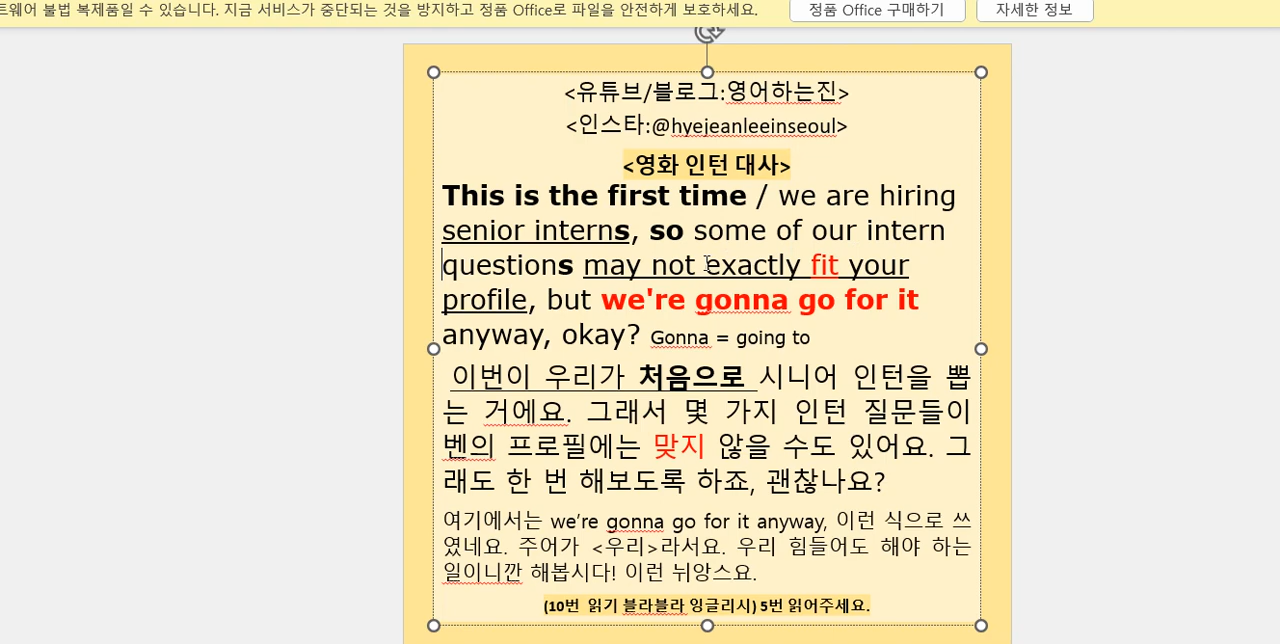 트웨어 불법 복제품일 수 있습니다. 지금 서비스가 중단되는 것을 방지하고 정품 Office로 파일을 안전하게 보호하세요. 정품 Office 구매하기 자세한 정보
<유튜브/블로그:영어하는진>
<인스타:@hyejeanleeinseoul>
<영화 인턴 대사>
This is the first time / we are hiring
senior interns, so some of our intern
questions may not exactly fit your
profile, but we're gonna go for it
anyway, okay? Gonna = going to
이번이 우리가 처음으로 시니어 인턴을 뽑
는 거에요. 그래서 몇 가지 인턴 질문들이
벤의 프로필에는 맞지 않을 수도 있어요. 그
래도 한 번 해보도록 하죠, 괜찮나요?
여기에서는 we’re gonna go for it anyway, 이런 식으로 쓰
였네요. 주어가 <우리>라서요. 우리 힘들어도 해야 하는
일이니깐 해봅시다! 이런 뉘앙스요.
(10번 읽기 블라블라 잉글리시) 5번 읽어주세요.